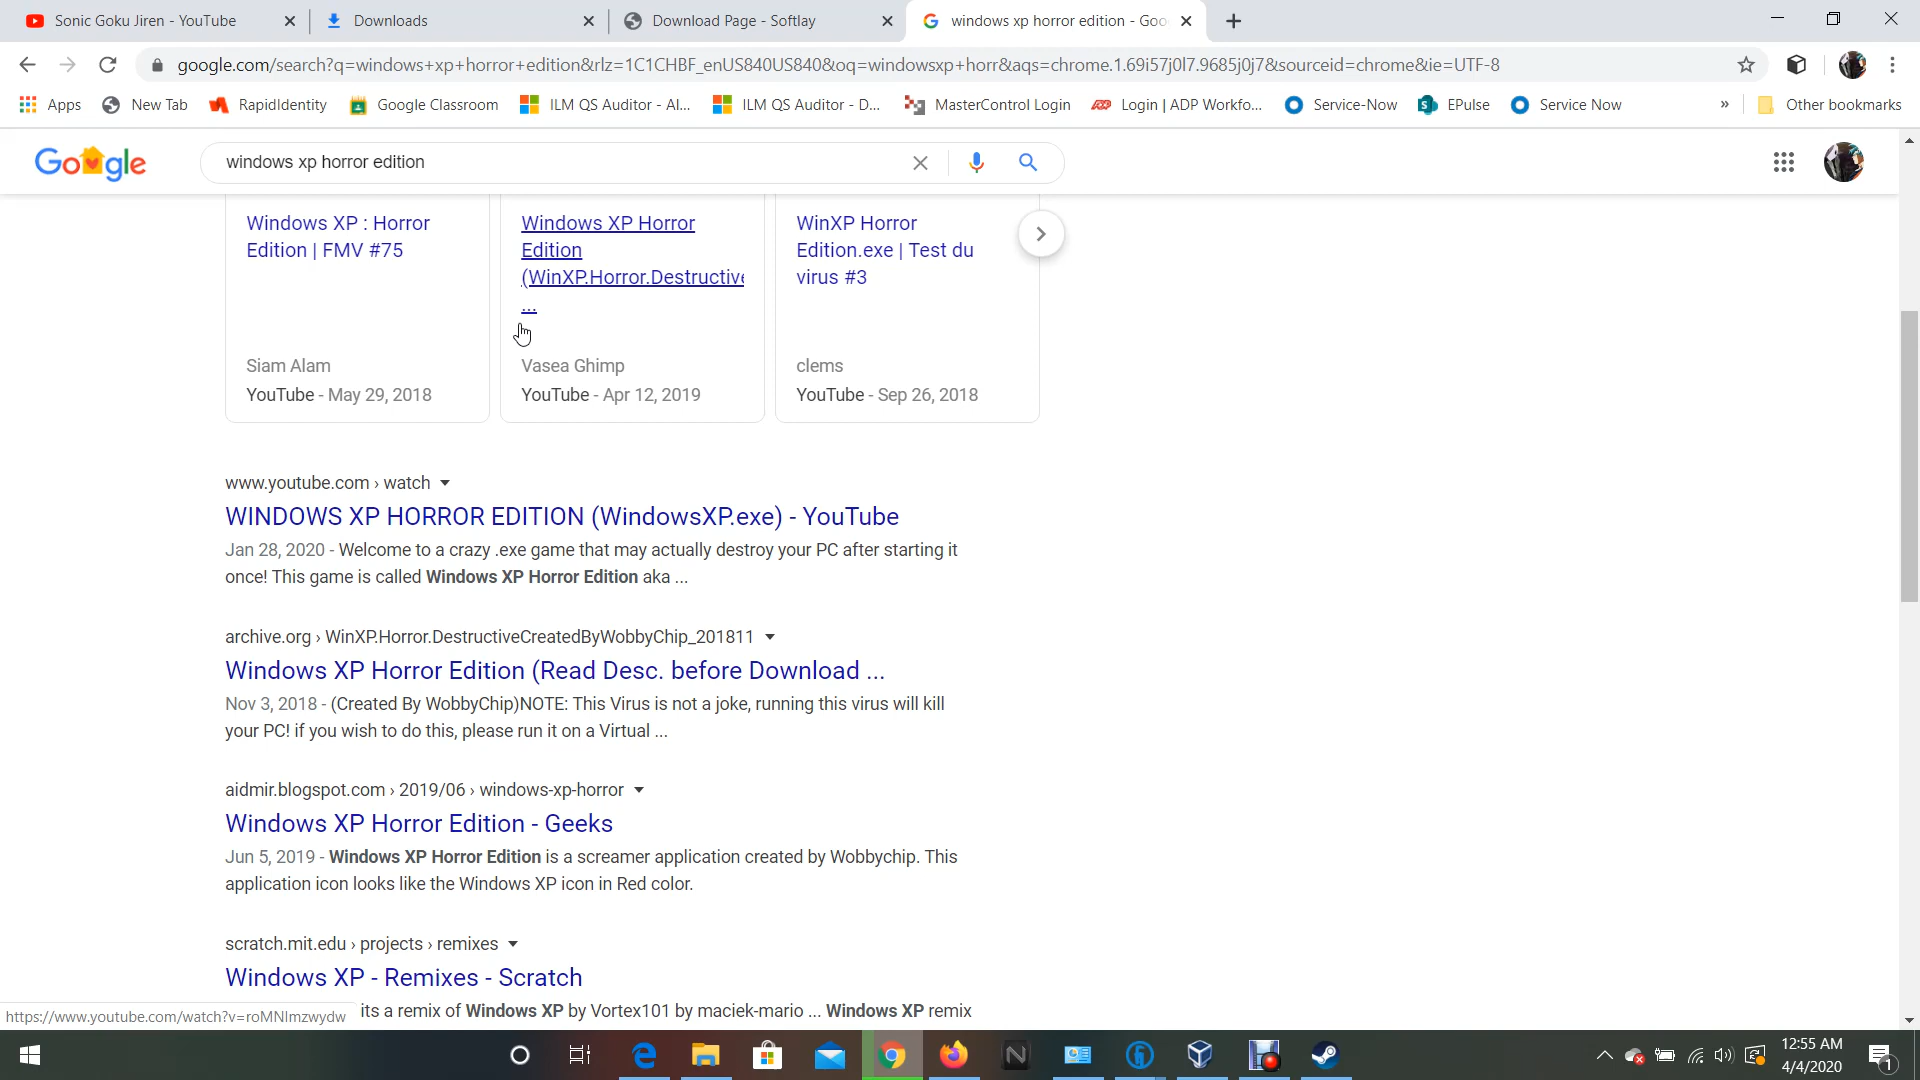 Sonic Goku Jiren - YouTube
Downloads
Download Page - Softlay
windows xp horror edition - Goo
google.com/search?q=windows+xp+horror+edition&rlz=1C1CHBF_enUS840US840&oq=windowsxp+horr&aqs=chrome.1.69i57j0l7.9685j0j7&sourceid=chrome&ie=UTF-8
Apps
New Tab
RapidIdentity
Google Classroom
ILM QS Auditor - Al...
ILM QS Auditor - D...
MasterControl Login
Login | ADP Workfo...
Service-Now
EPulse
Service Now
»
Other bookmarks
Google
windows xp horror edition
Windows XP : Horror
Edition | FMV #75
Siam Alam
YouTube - May 29, 2018
Windows XP Horror
Edition
(WinXP.Horror.Destructive
...
Vasea Ghimp
YouTube - Apr 12, 2019
WinXP Horror
Edition.exe | Test du
virus #3
clems
YouTube - Sep 26, 2018
www.youtube.com › watch
WINDOWS XP HORROR EDITION (WindowsXP.exe) - YouTube
Jan 28, 2020 - Welcome to a crazy .exe game that may actually destroy your PC after starting it
once! This game is called Windows XP Horror Edition aka ...
archive.org › WinXP.Horror.DestructiveCreatedByWobbyChip_201811
Windows XP Horror Edition (Read Desc. before Download ...
Nov 3, 2018 - (Created By WobbyChip)NOTE: This Virus is not a joke, running this virus will kill
your PC! if you wish to do this, please run it on a Virtual ...
aidmir.blogspot.com › 2019/06 › windows-xp-horror
Windows XP Horror Edition - Geeks
Jun 5, 2019 - Windows XP Horror Edition is a screamer application created by Wobbychip. This
application icon looks like the Windows XP icon in Red color.
scratch.mit.edu › projects › remixes
Windows XP - Remixes - Scratch
its a remix of Windows XP by Vortex101 by maciek-mario ... Windows XP remix
https://www.youtube.com/watch?v=roMNImzwydw
12:55 AM
4/4/2020
1